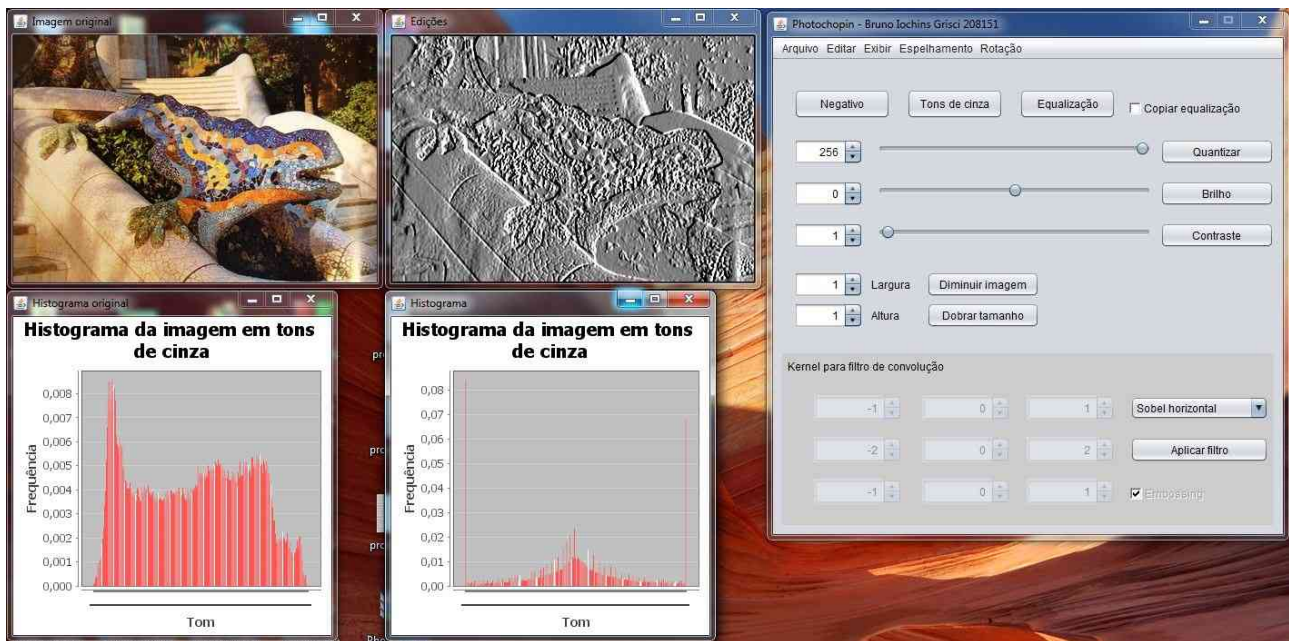 Imagem original
Edições
Photochopin - Bruno Iochins Grisci 208151
Arquivo Editar Exibir Espelhamento Rotação
Negativo
Tons de cinza
Equalização
Copiar equalização
256
Quantizar
0
Brilho
1
Contraste
1
Largura
Diminuir imagem
1
Altura
Dobrar tamanho
Kernel para filtro de convolução
-1
0
1
Sobel horizontal
-2
0
2
Aplicar filtro
-1
0
1
Embossing
Histograma original
Histograma da imagem em tons
de cinza
Frequência
0,008
0,007
0,006
0,005
0,004
0,003
0,002
0,001
0,000
Tom
Histograma
Histograma da imagem em tons
de cinza
Frequência
0,08
0,07
0,06
0,05
0,04
0,03
0,02
0,01
0,00
Tom